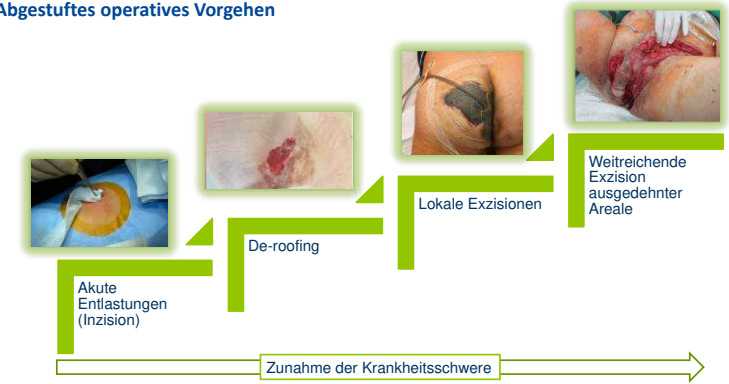 Abgestuftes operatives Vorgehen
Weitreichende
Exzision
ausgedehnter
Areale
Lokale Exzisionen
De-roofing
Akute
Entlastungen
(Inzision)
Zunahme der Krankheitsschwere